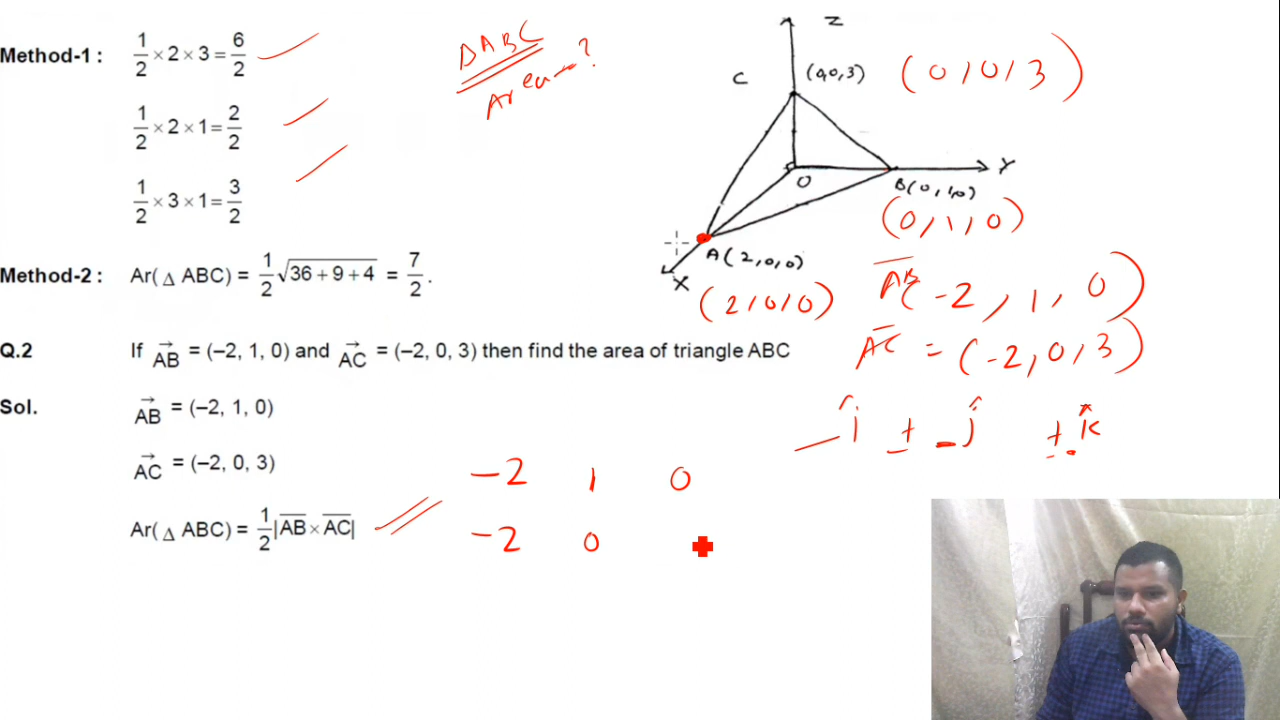 Method-1 : 1/2 × 2 × 3 = 6/2
1/2 × 2 × 1 = 2/2
1/2 × 3 × 1 = 3/2
Method-2 : Ar(△ ABC) = 1/2 √(36 + 9 + 4) = 7/2 .
△ABC
Area - ?
Z
C (0,0,3) (0,0,3)
O
Y
B(0,1,0)
(0,1,0)
A(2,0,0)
X
(2,0,0)
AB (-2, 1, 0)
AC = (-2, 0, 3)
Q.2 If AB = (–2, 1, 0) and AC = (–2, 0, 3) then find the area of triangle ABC
Sol. AB = (–2, 1, 0)
AC = (–2, 0, 3)
Ar(△ ABC) = 1/2 |AB × AC|
î ± - ĵ ± k̂
-2 1 0
-2 0